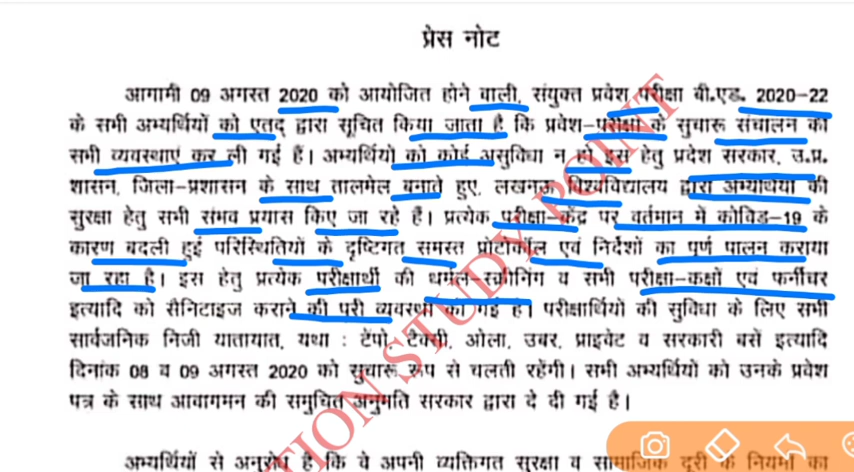 प्रेस नोट
आगामी 09 अगस्त 2020 को आयोजित होने वाली, संयुक्त प्रवेश परीक्षा बी.एड. 2020-22
के सभी अभ्यर्थियों को एतद् द्वारा सूचित किया जाता है कि प्रवेश-परीक्षा के सुचारू संचालन की
सभी व्यवस्थाएं कर ली गई हैं। अभ्यर्थियो को कोई असुविधा न हो इस हेतु प्रदेश सरकार, उ.प्र.
शासन, जिला-प्रशासन के साथ तालमेल बनाते हुए, लखनऊ विश्वविद्यालय द्वारा अभ्यर्थियों की
सुरक्षा हेतु सभी संभव प्रयास किए जा रहे हैं। प्रत्येक परीक्षा-केंद्र पर वर्तमान में कोविड-19 के
कारण बदली हुई परिस्थितियों के दृष्टिगत समस्त प्रोटोकॉल एवं निर्देशों का पूर्ण पालन कराया
जा रहा है। इस हेतु प्रत्येक परीक्षार्थी की थर्मल-स्क्रीनिंग व सभी परीक्षा-कक्षों एवं फर्नीचर
इत्यादि को सैनिटाइज कराने की पूरी व्यवस्था की गई है। परीक्षार्थियों की सुविधा के लिए सभी
सार्वजनिक निजी यातायात, यथा : टेंपो, टैक्सी, ओला, उबर, प्राइवेट व सरकारी बसें इत्यादि
दिनांक 08 व 09 अगस्त 2020 को सुचारू रूप से चलती रहेंगी। सभी अभ्यर्थियों को उनके प्रवेश
पत्र के साथ आवागमन की समुचित अनुमति सरकार द्वारा दे दी गई है।
अभ्यर्थियों से अनुरोध है कि वे अपनी व्यक्तिगत सुरक्षा व सामाजिक दूरी के नियमों का
TION STUDY POINT